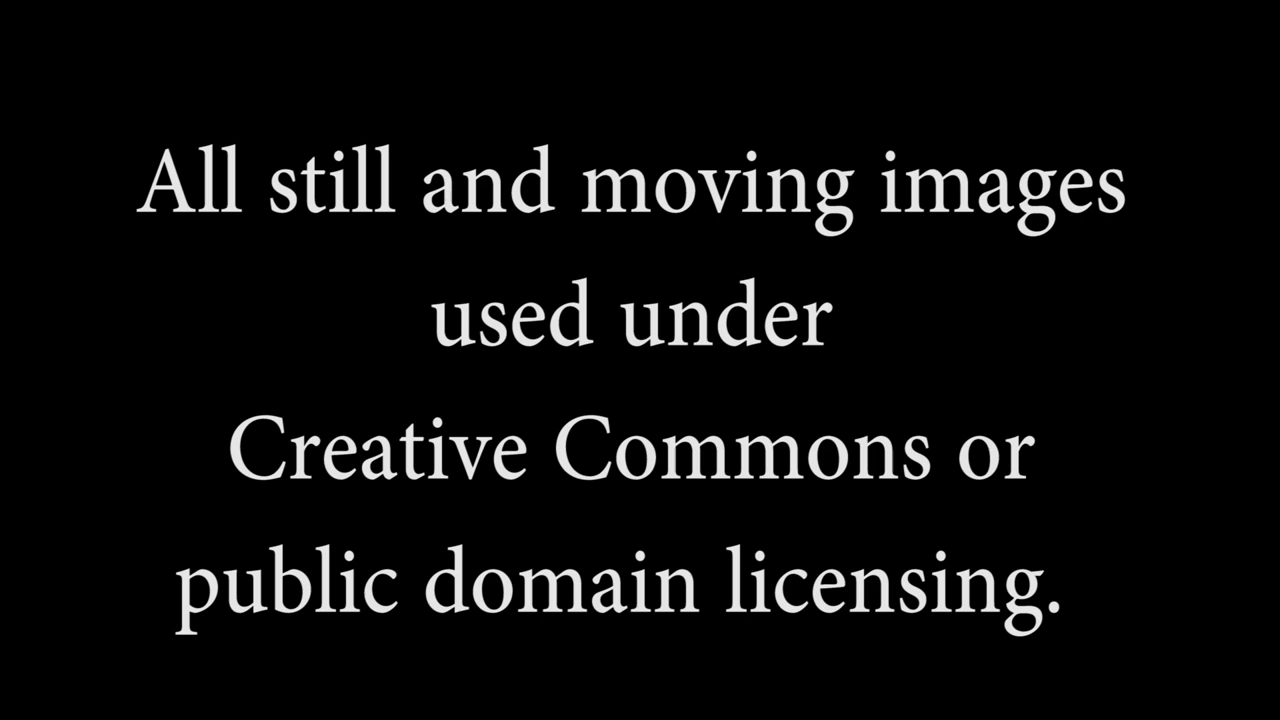 All still and moving images
used under
Creative Commons or
public domain licensing.